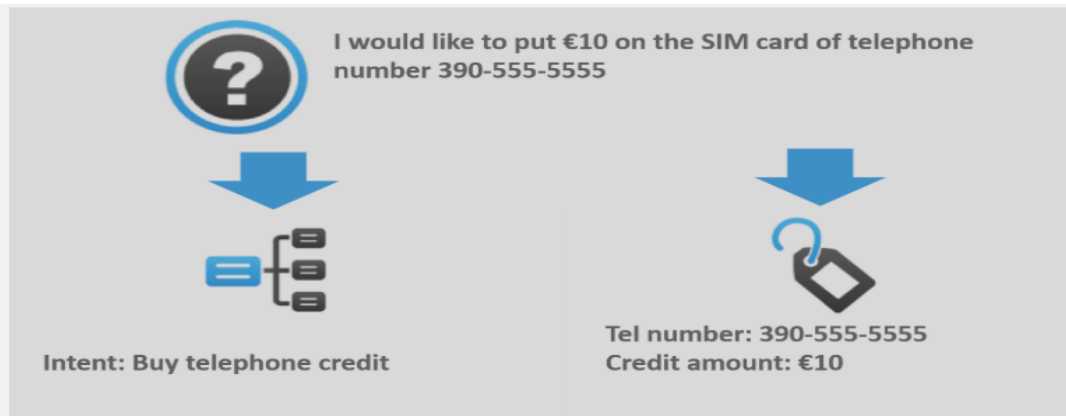 ?
I would like to put €10 on the SIM card of telephone
number 390-555-5555
Intent: Buy telephone credit
Tel number: 390-555-5555
Credit amount: €10